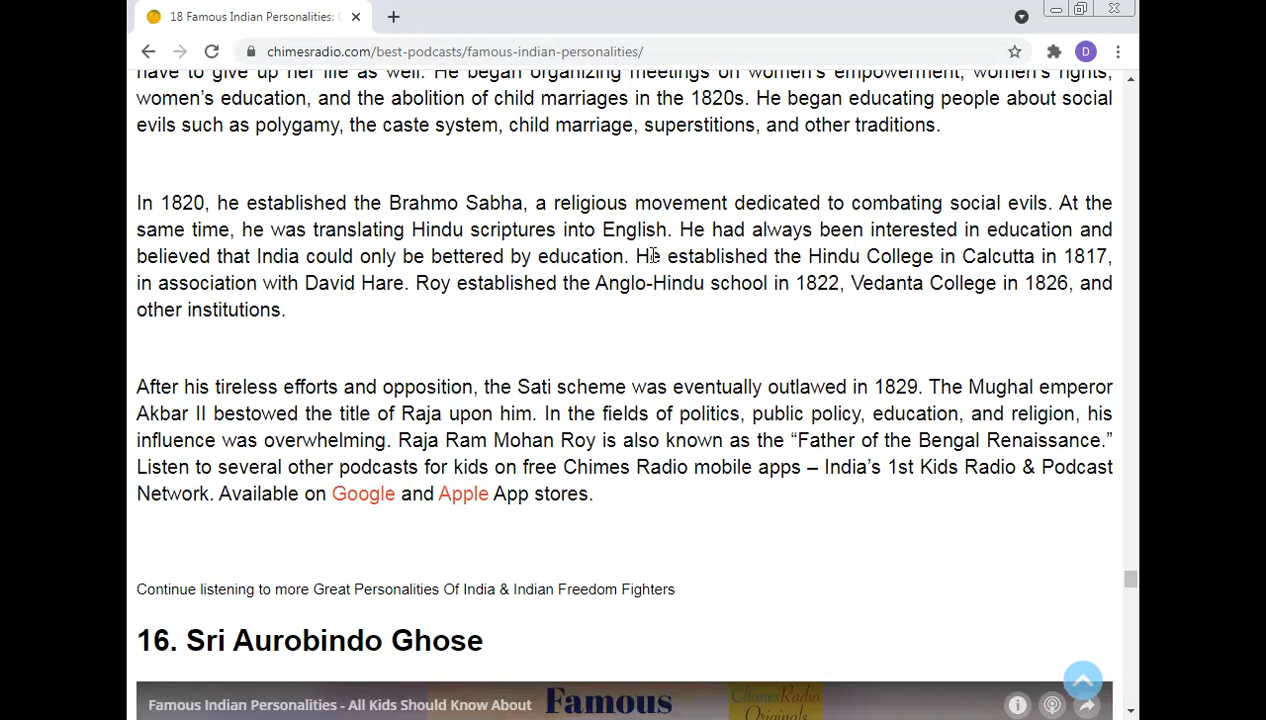 18 Famous Indian Personalities:
chimesradio.com/best-podcasts/famous-indian-personalities/
D
have to give up her life as well. He began organizing meetings on women's empowerment, women's rights,
women's education, and the abolition of child marriages in the 1820s. He began educating people about social
evils such as polygamy, the caste system, child marriage, superstitions, and other traditions.
In 1820, he established the Brahmo Sabha, a religious movement dedicated to combating social evils. At the
same time, he was translating Hindu scriptures into English. He had always been interested in education and
believed that India could only be bettered by education. He established the Hindu College in Calcutta in 1817,
in association with David Hare. Roy established the Anglo-Hindu school in 1822, Vedanta College in 1826, and
other institutions.
After his tireless efforts and opposition, the Sati scheme was eventually outlawed in 1829. The Mughal emperor
Akbar II bestowed the title of Raja upon him. In the fields of politics, public policy, education, and religion, his
influence was overwhelming. Raja Ram Mohan Roy is also known as the “Father of the Bengal Renaissance.”
Listen to several other podcasts for kids on free Chimes Radio mobile apps – India's 1st Kids Radio & Podcast
Network. Available on Google and Apple App stores.
Continue listening to more Great Personalities Of India & Indian Freedom Fighters
16. Sri Aurobindo Ghose
Famous Indian Personalities - All Kids Should Know About
Famous
ChimesRadio
Originals